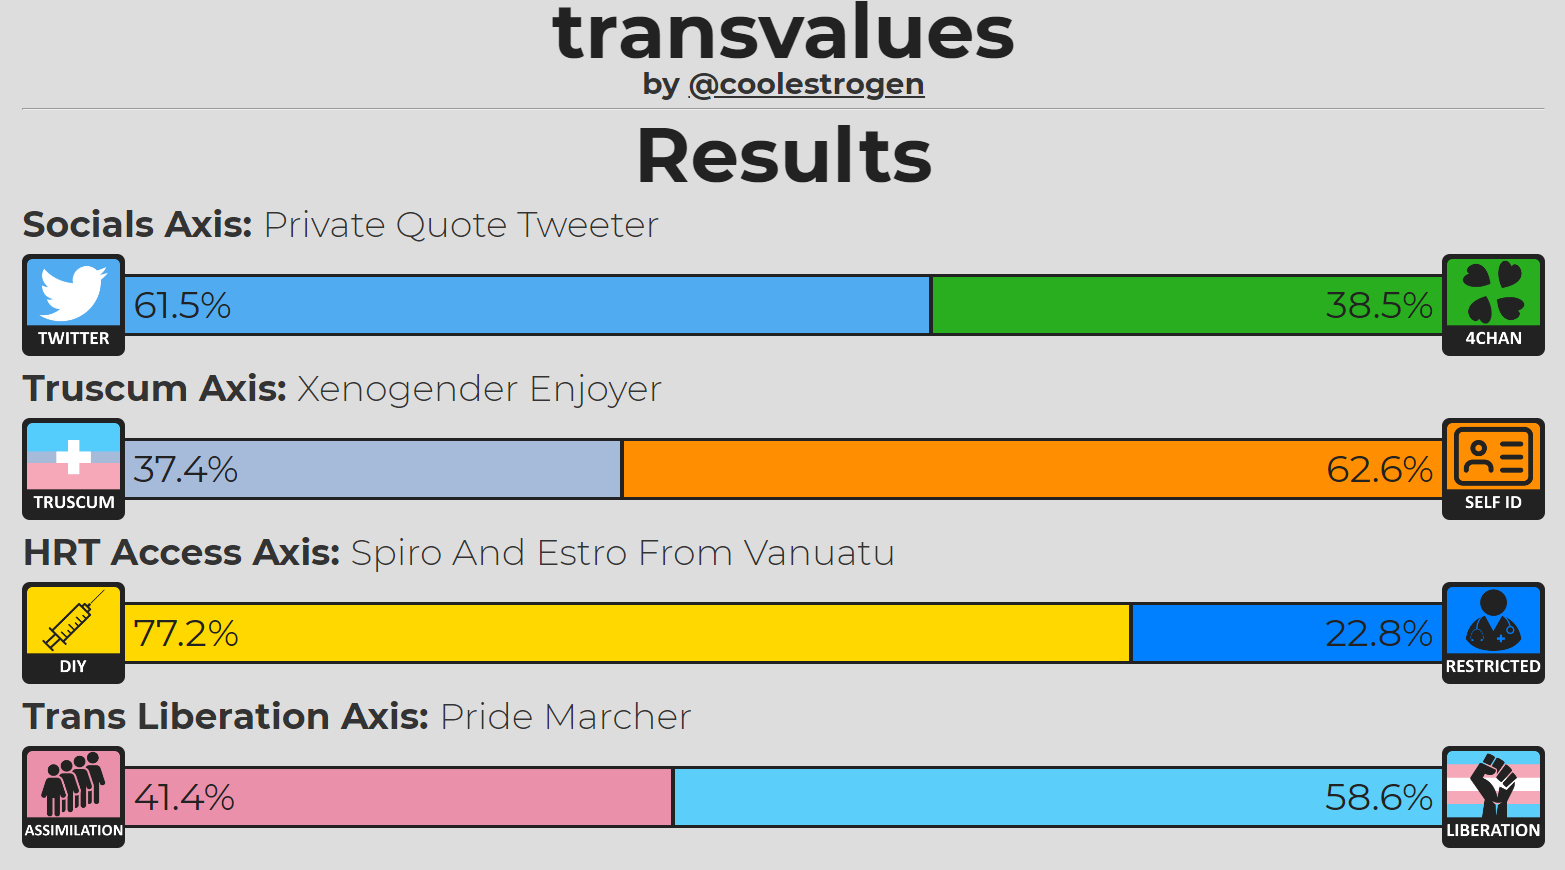 transvalues
by @coolestrogen
Results
Socials Axis: Private Quote Tweeter
61.5% 38.5%
TWITTER 4CHAN
Truscum Axis: Xenogender Enjoyer
37.4% 62.6%
TRUSCUM SELF ID
HRT Access Axis: Spiro And Estro From Vanuatu
77.2% 22.8%
DIY RESTRICTED
Trans Liberation Axis: Pride Marcher
41.4% 58.6%
ASSIMILATION LIBERATION